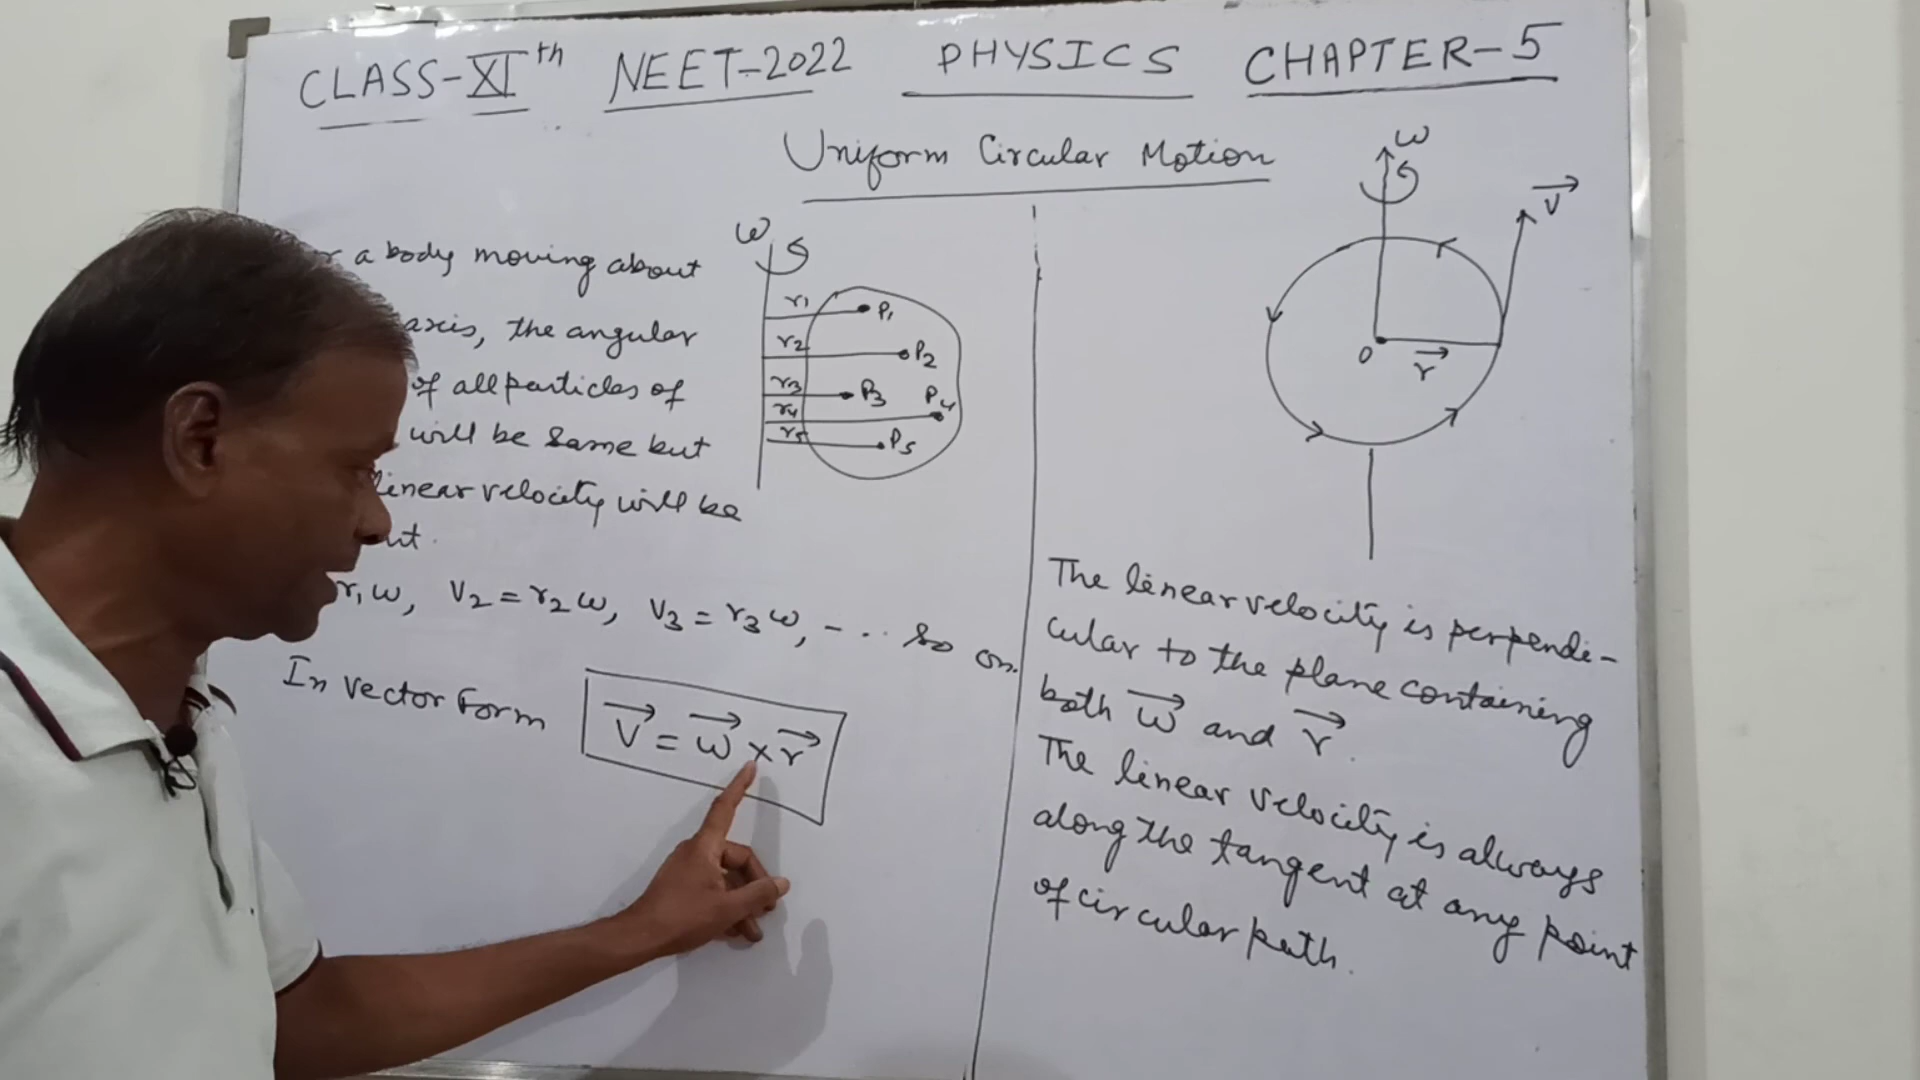 CLASS-XIth NEET-2022 PHYSICS CHAPTER-5
Uniform Circular Motion
a body moving about
axis, the angular
of all particles of
will be same but
linear velocity will be
r₁ω, V₂ = r₂ω, V₃ = r₃ω, - .. so on.
In vector form V⃗ = ω⃗ × r⃗
ω
r₁ P₁
r₂ P₂
r₃ P₃ P₄
r₄
r₅ P₅
ω
V⃗
O r⃗
The linear velocity is perpendi-
cular to the plane containing
both ω⃗ and r⃗.
The linear velocity is always
along the tangent at any point
of circular path.